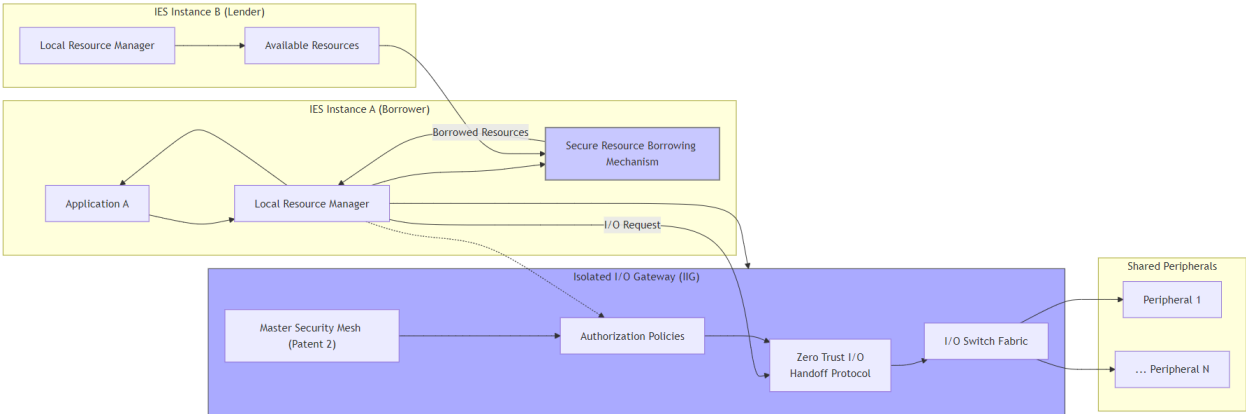 IES Instance B (Lender)
Local Resource Manager
Available Resources
IES Instance A (Borrower)
Borrowed Resources
Secure Resource Borrowing
Mechanism
Application A
Local Resource Manager
I/O Request
Isolated I/O Gateway (IIG)
Master Security Mesh
(Patent 2)
Authorization Policies
Zero Trust I/O
Handoff Protocol
I/O Switch Fabric
Shared Peripherals
Peripheral 1
... Peripheral N